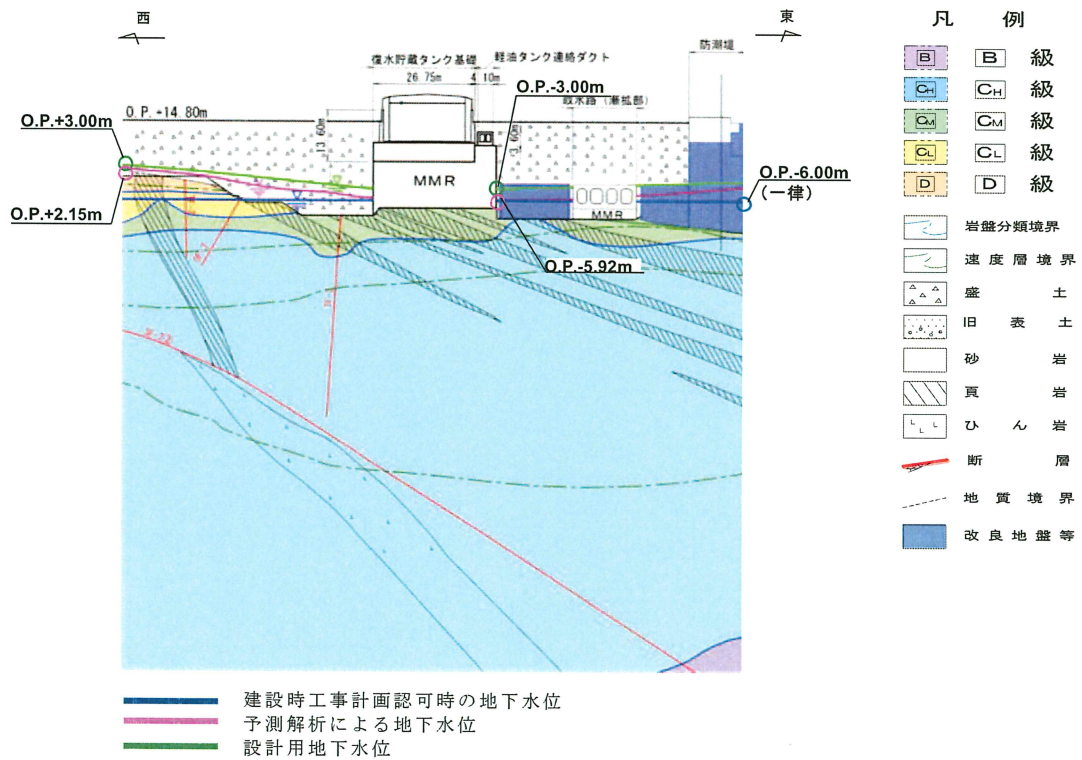 西
東
防潮堤
復水貯蔵タンク基礎
軽油タンク連絡ダクト
26.75m
4.10m
O.P.-3.00m
取水路(漸拡部)
O.P.+14.80m
O.P.+3.00m
13.60m
3.60m
MMR
O.P.-6.00m
(一律)
O.P.+2.15m
MMR
O.P.-5.92m
凡例
B B 級
CH CH 級
CM CM 級
CL CL 級
D D 級
岩盤分類境界
速度層境界
盛土
旧表土
砂岩
頁岩
ひん岩
断層
地質境界
改良地盤等
建設時工事計画認可時の地下水位
予測解析による地下水位
設計用地下水位